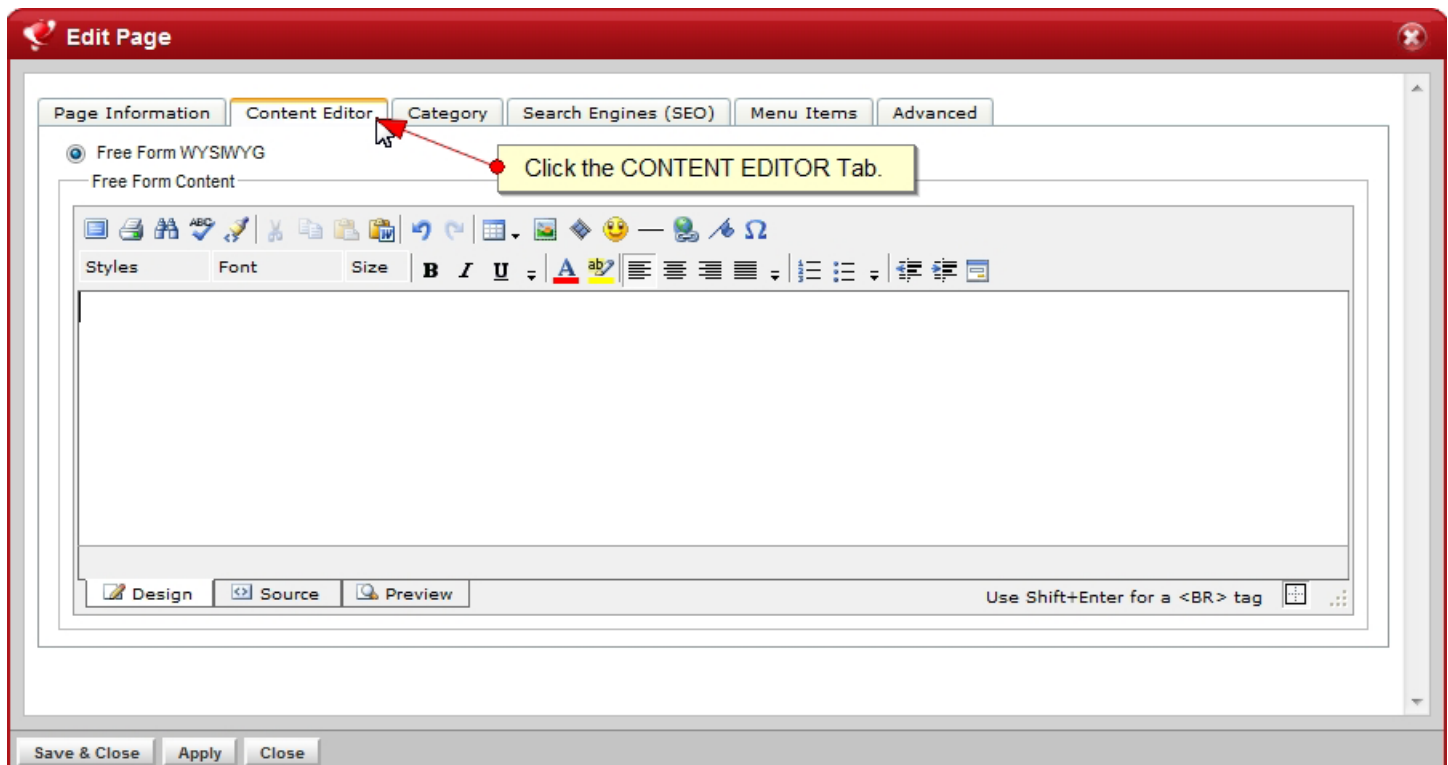 Edit Page
Page Information Content Editor Category Search Engines (SEO) Menu Items Advanced
Free Form WYSIWYG
Click the CONTENT EDITOR Tab.
Free Form Content
ABC W Ω
Styles Font Size B I U A ab
Design Source Preview Use Shift+Enter for a <BR> tag
Save & Close Apply Close